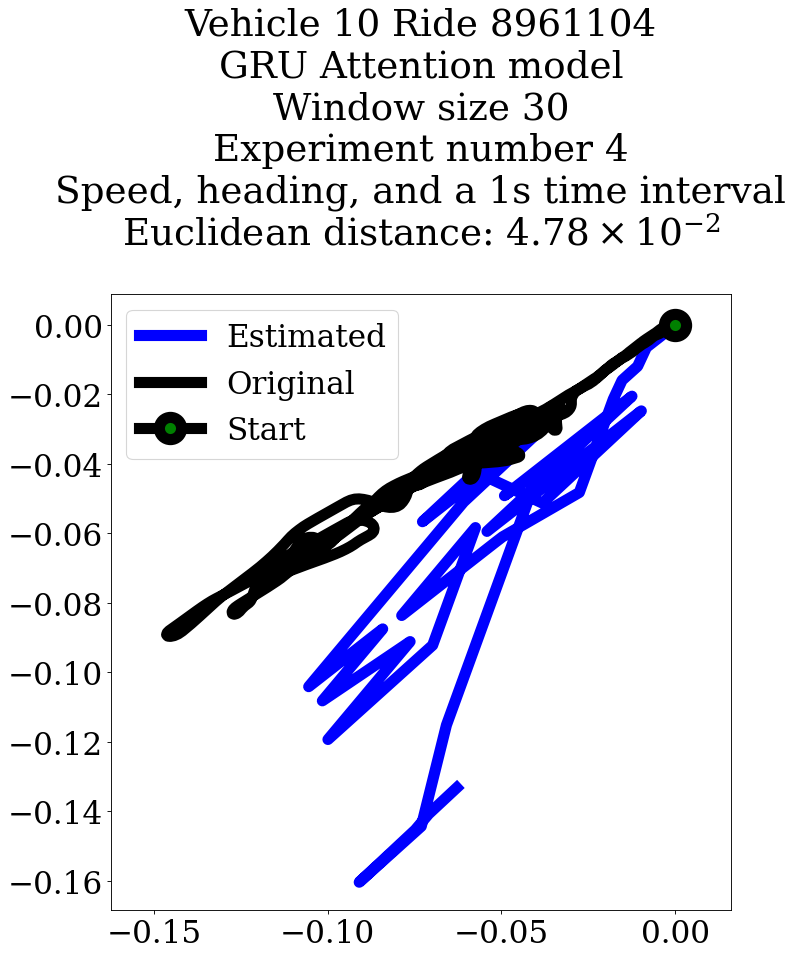 Vehicle 10 Ride 8961104
GRU Attention model
Window size 30
Experiment number 4
Speed, heading, and a 1s time interval
Euclidean distance: 4.78 × 10⁻²
Estimated
Original
Start
0.00
−0.02
−0.04
−0.06
−0.08
−0.10
−0.12
−0.14
−0.16
−0.15 −0.10 −0.05 0.00